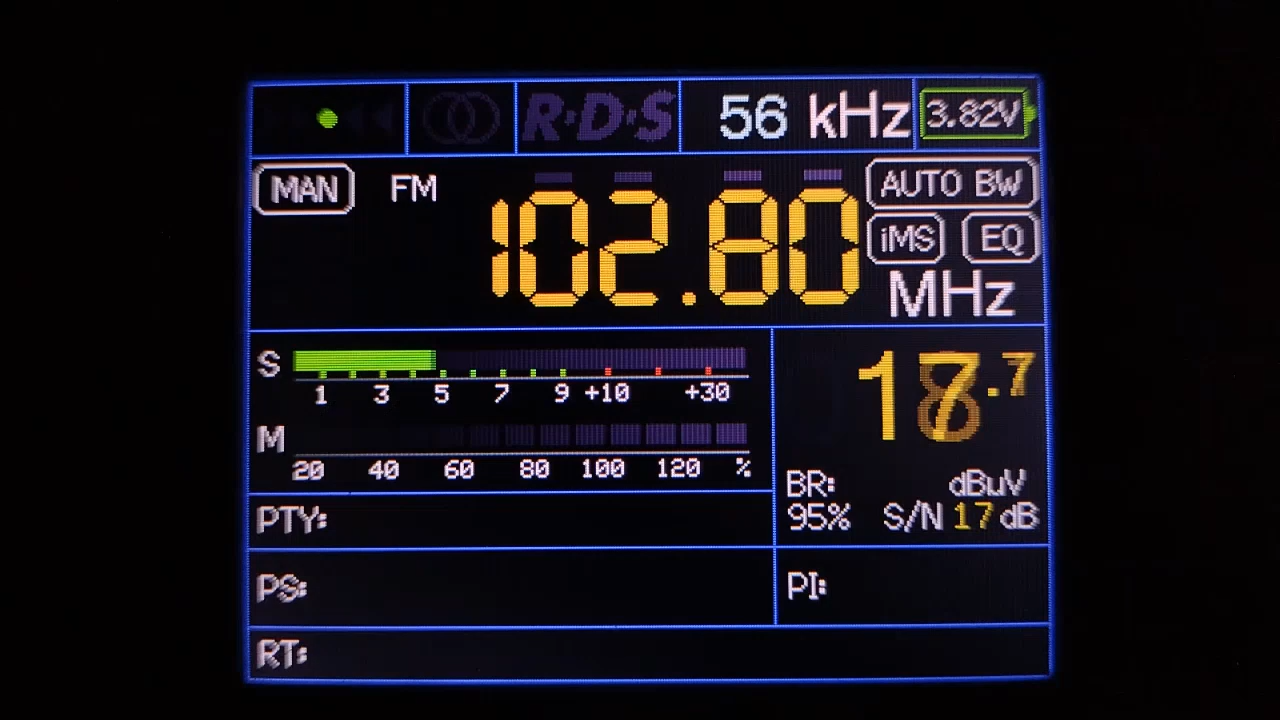 R·D·S 56 kHz 3.82V
MAN FM 102.80 AUTO BW
iMS EQ
MHz
S
1 3 5 7 9 +10 +30
M
20 40 60 80 100 120 %
BR: dBuV
95% S/N 17 dB
PTY:
PS: PI:
RT: